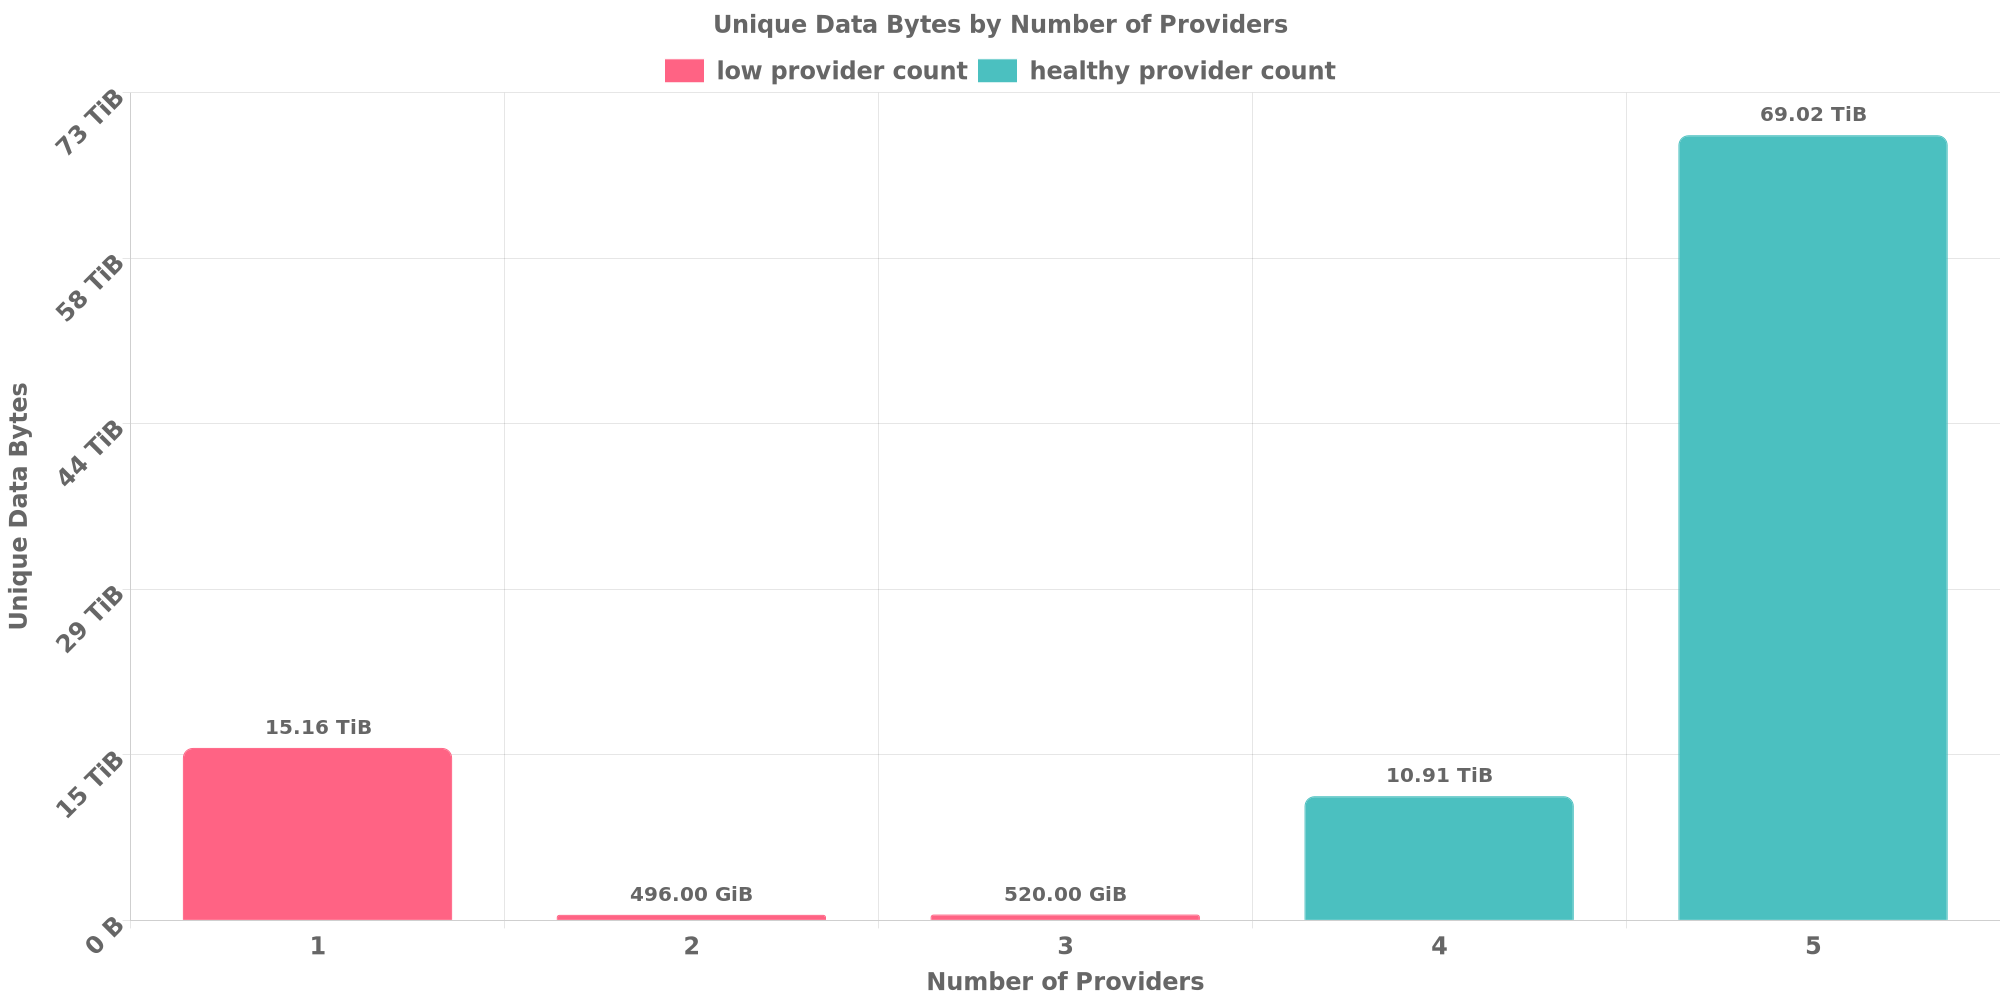 Unique Data Bytes by Number of Providers
low provider count healthy provider count
73 TiB
58 TiB
44 TiB
29 TiB
15 TiB
0 B
Unique Data Bytes
15.16 TiB
496.00 GiB
520.00 GiB
10.91 TiB
69.02 TiB
1 2 3 4 5
Number of Providers